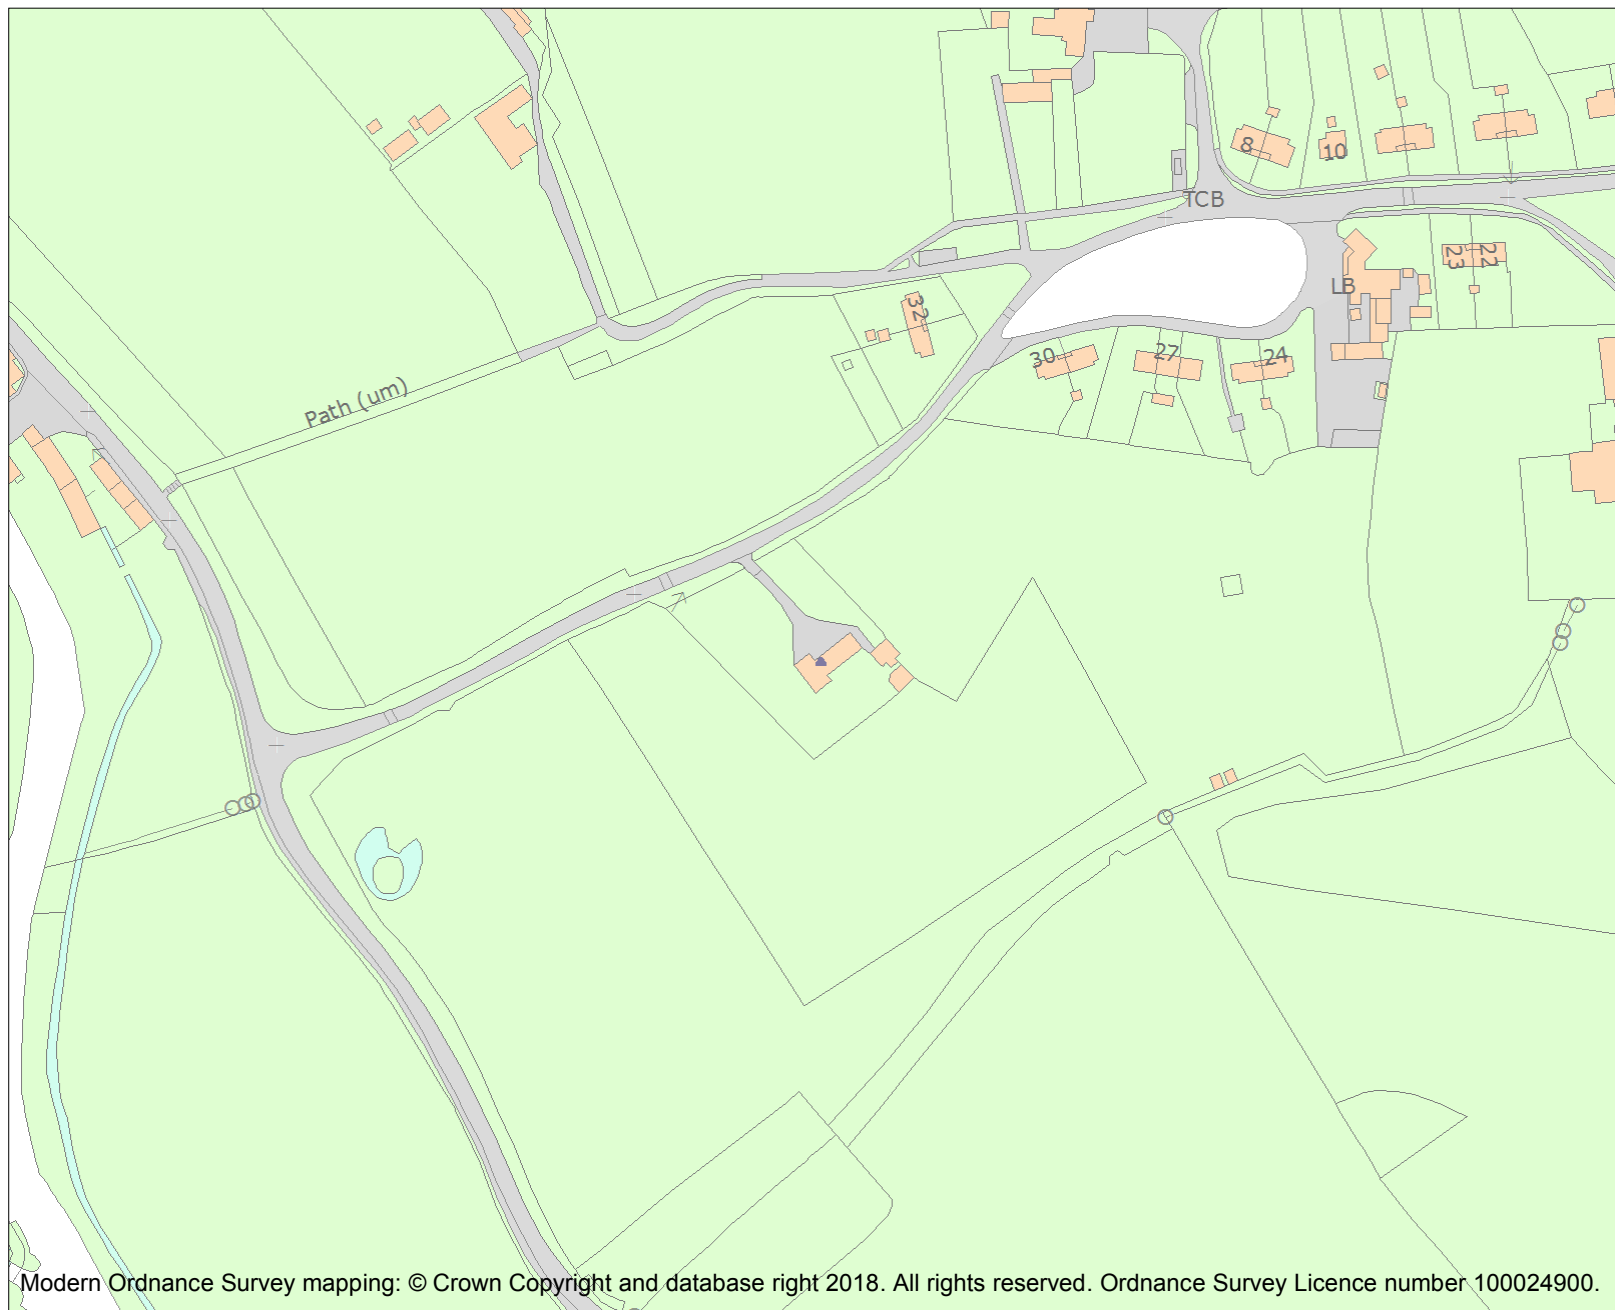 8
10
TCB
23
22
LB
32
30
27
24
Path (um)
Modern Ordnance Survey mapping: © Crown Copyright and database right 2018. All rights reserved. Ordnance Survey Licence number 100024900.